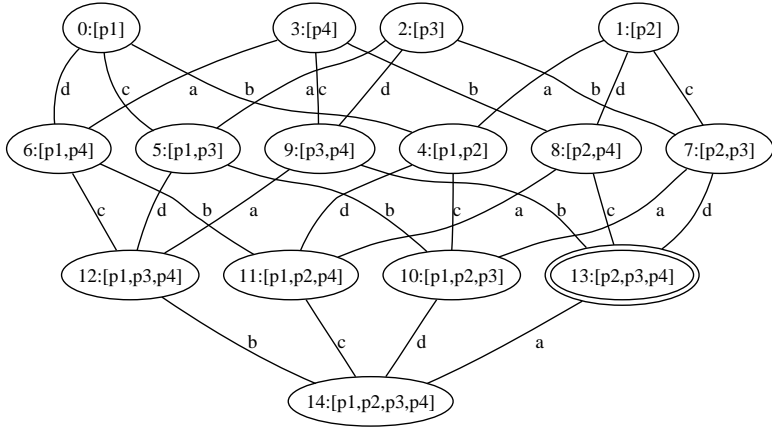 0:[p1] 3:[p4] 2:[p3] 1:[p2]
d c a b c a d b a d c
6:[p1,p4] 5:[p1,p3] 9:[p3,p4] 4:[p1,p2] 8:[p2,p4] 7:[p2,p3]
c b d a d b c a b c a d
12:[p1,p3,p4] 11:[p1,p2,p4] 10:[p1,p2,p3] 13:[p2,p3,p4]
b c d a
14:[p1,p2,p3,p4]